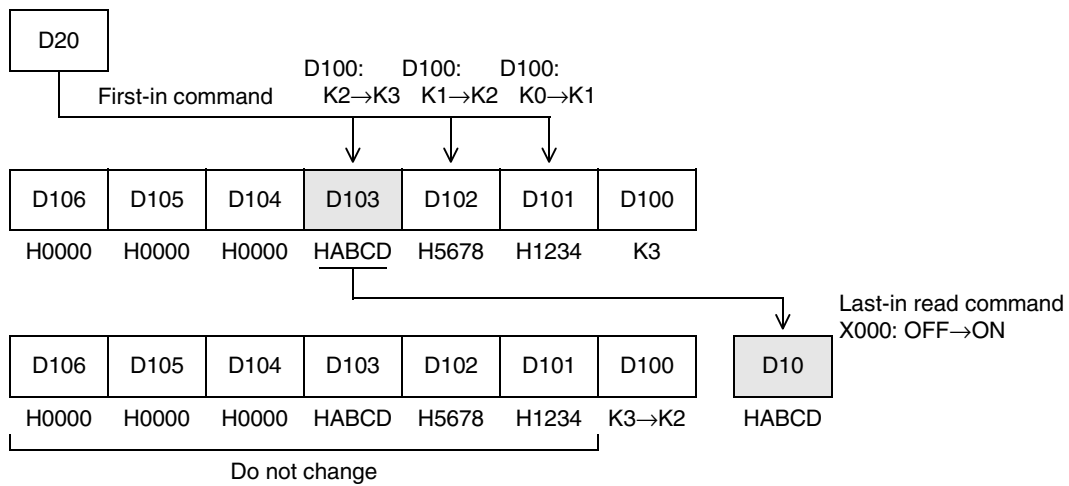 D20
D100: D100: D100:
First-in command K2→K3 K1→K2 K0→K1
D106 D105 D104 D103 D102 D101 D100
H0000 H0000 H0000 HABCD H5678 H1234 K3
Last-in read command
X000: OFF→ON
D106 D105 D104 D103 D102 D101 D100 D10
H0000 H0000 H0000 HABCD H5678 H1234 K3→K2 HABCD
Do not change